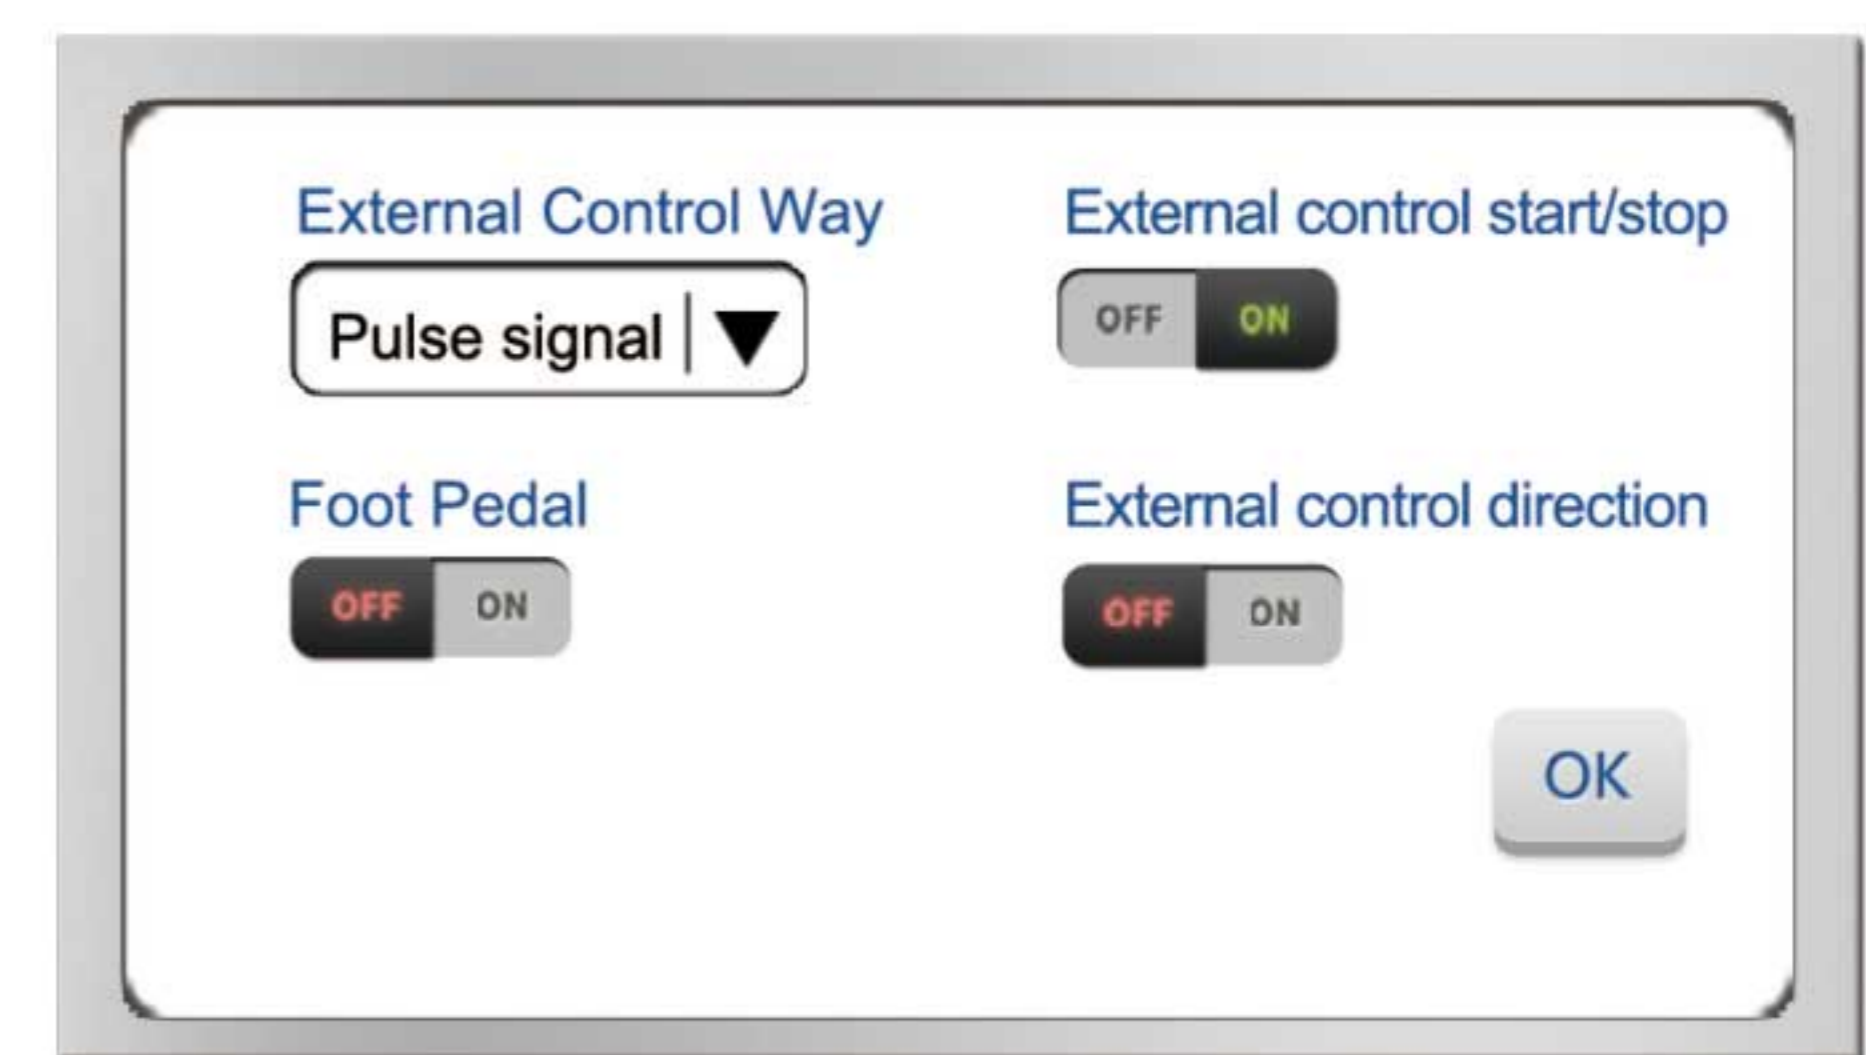 External Control Way
External control start/stop
Pulse signal
OFF ON
Foot Pedal
External control direction
OFF ON
OFF ON
OK